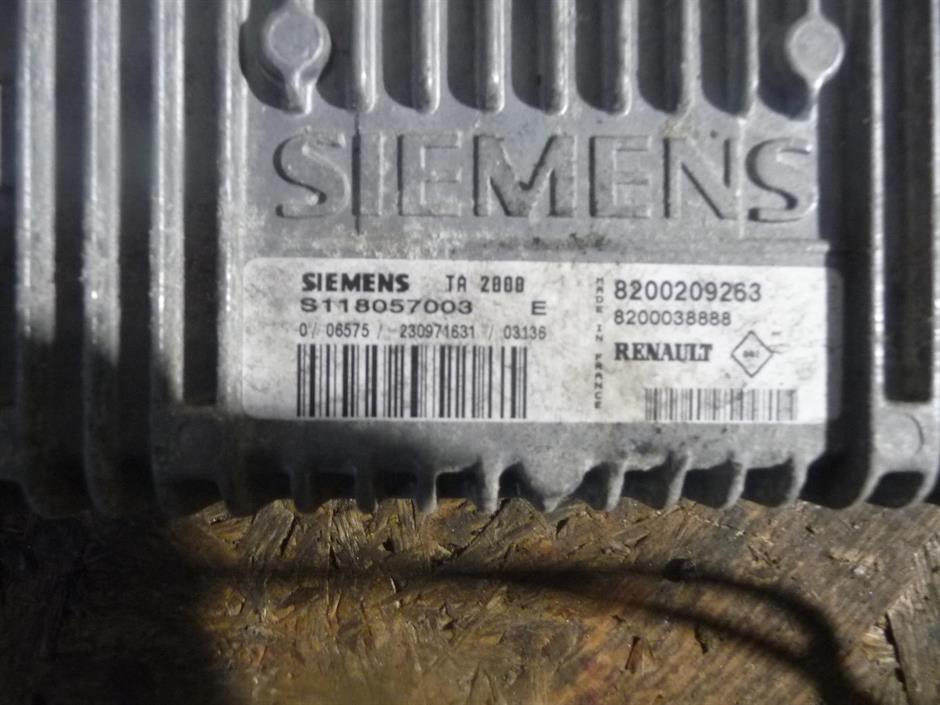 SIEMENS
SIEMENS TA 2000
S118057003 E
0/ 06575 / 230971631 / 03136
MADE IN FRANCE
8200209263
8200038888
RENAULT